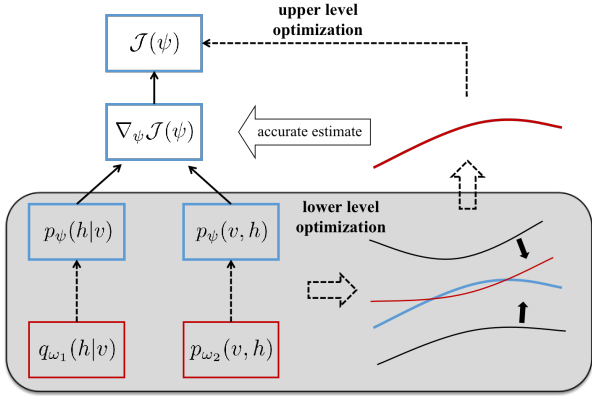 upper level
optimization
𝒥(ψ)
∇ψ𝒥(ψ)
accurate estimate
lower level
optimization
pψ(h|v)
pψ(v, h)
qω1(h|v)
pω2(v, h)